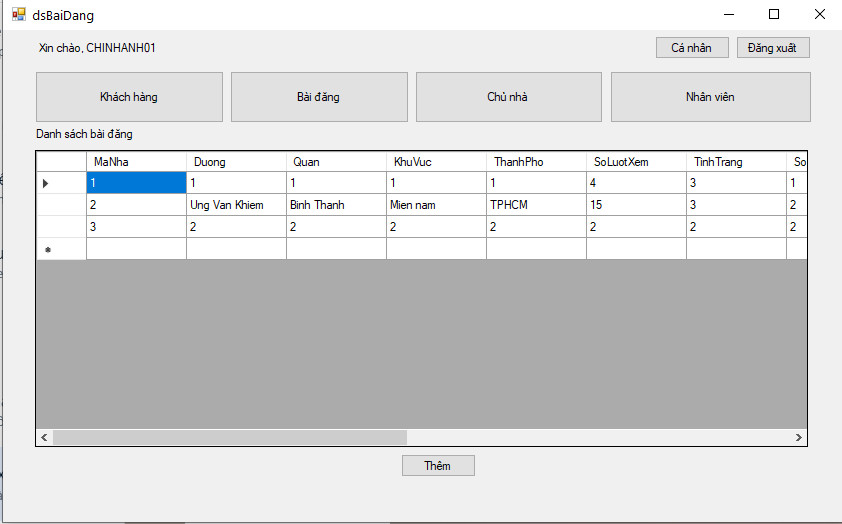 dsBaiDang
Xin chào, CHINHANH01 Cá nhân Đăng xuất
Khách hàng Bài đăng Chủ nhà Nhân viên
Danh sách bài đăng
MaNha Duong Quan KhuVuc ThanhPho SoLuotXem TinhTrang So
1 1 1 1 1 4 3 1
2 Ung Van Khiem Binh Thanh Mien nam TPHCM 15 3 2
3 2 2 2 2 2 2 2
Thêm